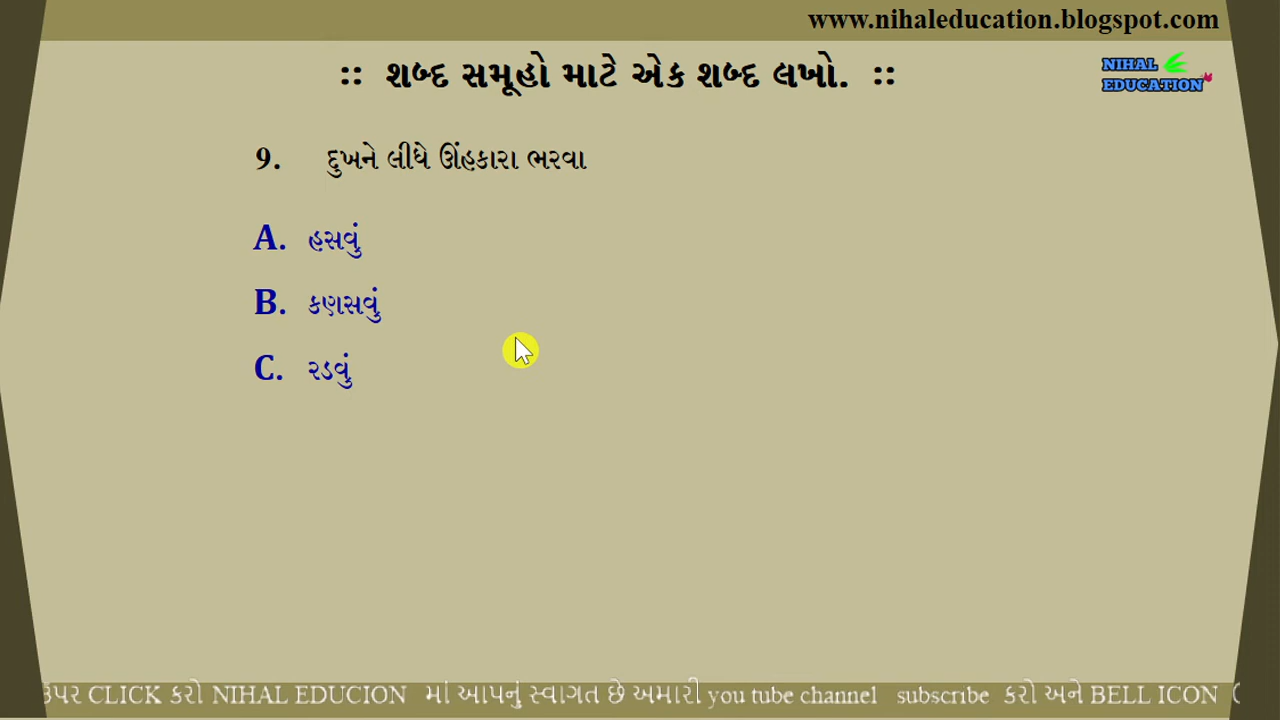 www.nihaleducation.blogspot.com
:: શબ્દ સમૂહો માટે એક શબ્દ લખો. ::
NIHAL
EDUCATION
9. દુખને લીધે ઊંહકારા ભરવા
A. હસવું
B. કણસવું
C. રડવું
ઉપર CLICK કરો NIHAL EDUCION માં આપનું સ્વાગત છે અમારી you tube channel subscribe કરો અને BELL ICON (